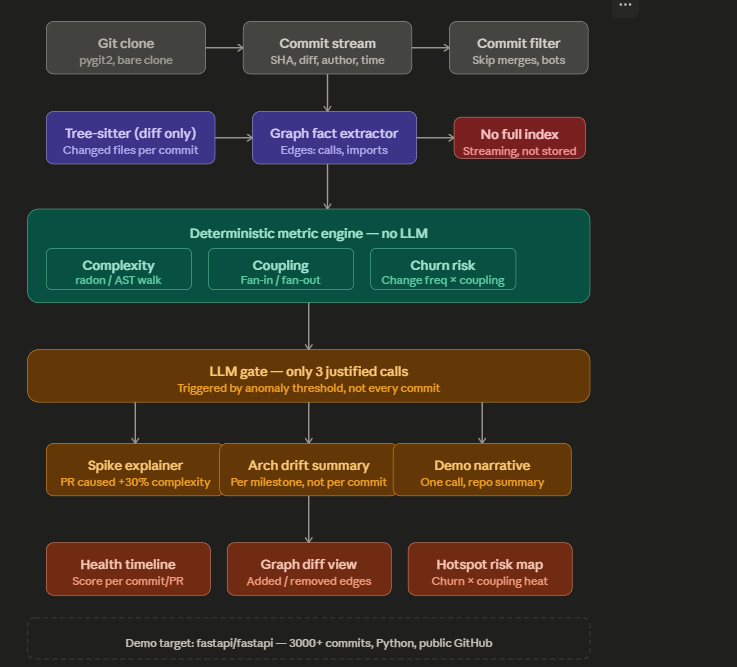 Git clone
pygit2, bare clone
Commit stream
SHA, diff, author, time
Commit filter
Skip merges, bots
Tree-sitter (diff only)
Changed files per commit
Graph fact extractor
Edges: calls, imports
No full index
Streaming, not stored
Deterministic metric engine — no LLM
Complexity
radon / AST walk
Coupling
Fan-in / fan-out
Churn risk
Change freq × coupling
LLM gate — only 3 justified calls
Triggered by anomaly threshold, not every commit
Spike explainer
PR caused +30% complexity
Arch drift summary
Per milestone, not per commit
Demo narrative
One call, repo summary
Health timeline
Score per commit/PR
Graph diff view
Added / removed edges
Hotspot risk map
Churn × coupling heat
Demo target: fastapi/fastapi — 3000+ commits, Python, public GitHub